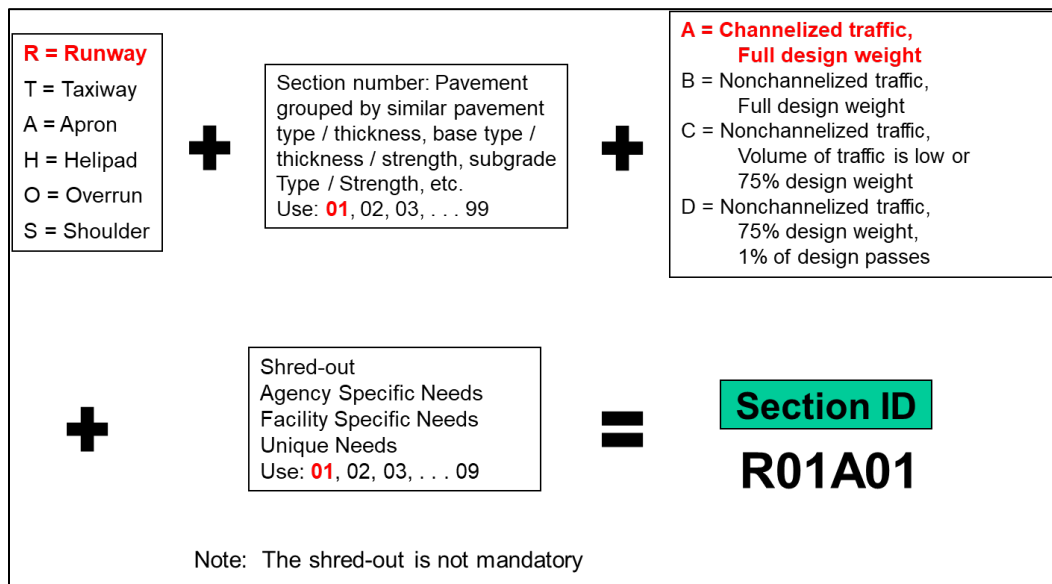 R = Runway
T = Taxiway
A = Apron
H = Helipad
O = Overrun
S = Shoulder
+
Section number: Pavement
grouped by similar pavement
type / thickness, base type /
thickness / strength, subgrade
Type / Strength, etc.
Use: 01, 02, 03, . . . 99
+
A = Channelized traffic,
Full design weight
B = Nonchannelized traffic,
Full design weight
C = Nonchannelized traffic,
Volume of traffic is low or
75% design weight
D = Nonchannelized traffic,
75% design weight,
1% of design passes
+
Shred-out
Agency Specific Needs
Facility Specific Needs
Unique Needs
Use: 01, 02, 03, . . . 09
=
Section ID
R01A01
Note: The shred-out is not mandatory